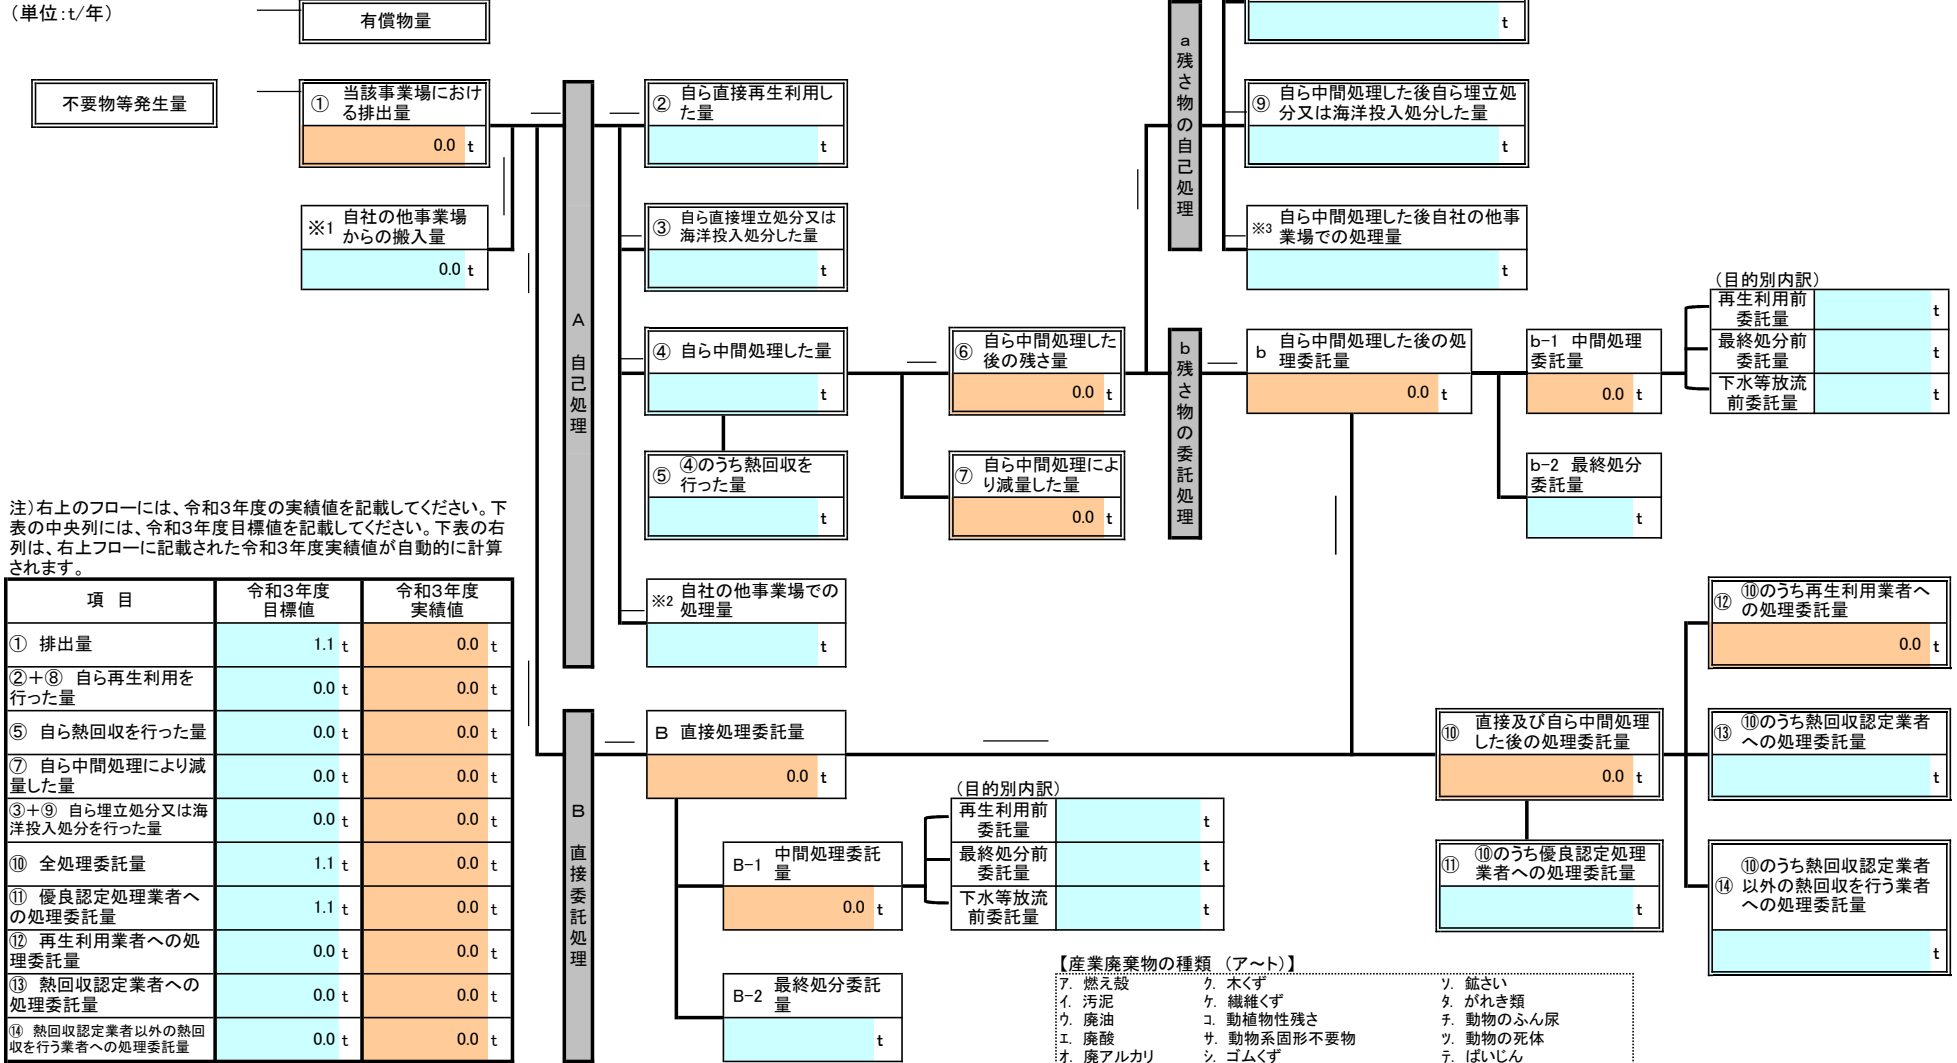 （単位：t/年）
有償物量
t
不要物等発生量
① 当該事業場におけ
る排出量
0.0 t
② 自ら直接再生利用し
た量
t
⑨ 自ら中間処理した後自ら埋立処
分又は海洋投入処分した量
t
a 残さ物の自己処理
※1 自社の他事業場
からの搬入量
0.0 t
③ 自ら直接埋立処分又は
海洋投入処分した量
t
※3 自ら中間処理した後自社の他事
業場での処理量
t
A 自己処理
④ 自ら中間処理した量
t
⑥ 自ら中間処理した
後の残さ量
0.0 t
b 残さ物の委託処理
b 自ら中間処理した後の処
理委託量
0.0 t
b-1 中間処理
委託量
0.0 t
（目的別内訳）
再生利用前
委託量
t
最終処分前
委託量
t
下水等放流
前委託量
t
⑤ ④のうち熱回収を
行った量
t
⑦ 自ら中間処理によ
り減量した量
0.0 t
b-2 最終処分
委託量
t
※2 自社の他事業場での
処理量
t
注）右上のフローには、令和3年度の実績値を記載してください。下
表の中央列には、令和3年度目標値を記載してください。下表の右
列は、右上フローに記載された令和3年度実績値が自動的に計算
されます。
項 目
令和3年度
目標値
令和3年度
実績値
① 排出量 1.1 t 0.0 t
②＋⑧ 自ら再生利用を
行った量
0.0 t 0.0 t
⑤ 自ら熱回収を行った量 0.0 t 0.0 t
⑦ 自ら中間処理により減
量した量
0.0 t 0.0 t
③＋⑨ 自ら埋立処分又は海
洋投入処分を行った量
0.0 t 0.0 t
⑩ 全処理委託量 1.1 t 0.0 t
⑪ 優良認定処理業者へ
の処理委託量
1.1 t 0.0 t
⑫ 再生利用業者への処
理委託量
0.0 t 0.0 t
⑬ 熱回収認定業者への
処理委託量
0.0 t 0.0 t
⑭ 熱回収認定業者以外の熱回
収を行う業者への処理委託量
0.0 t 0.0 t
B 直接委託処理
B 直接処理委託量
0.0 t
B-1 中間処理委託
量
0.0 t
（目的別内訳）
再生利用前
委託量
t
最終処分前
委託量
t
下水等放流
前委託量
t
B-2 最終処分委託
量
t
⑩ 直接及び自ら中間処理
した後の処理委託量
0.0 t
⑪ ⑩のうち優良認定処理
業者への処理委託量
t
⑫ ⑩のうち再生利用業者へ
の処理委託量
0.0 t
⑬ ⑩のうち熱回収認定業者
への処理委託量
t
⑭ ⑩のうち熱回収認定業者
以外の熱回収を行う業者
への処理委託量
t
【産業廃棄物の種類 （ア～ト）】
ア. 燃え殻 ク. 木くず ソ. 鉱さい
イ. 汚泥 ケ. 繊維くず タ. がれき類
ウ. 廃油 コ. 動植物性残さ チ. 動物のふん尿
エ. 廃酸 サ. 動物系固形不要物 ツ. 動物の死体
オ. 廃アルカリ シ. ゴムくず テ. ばいじん